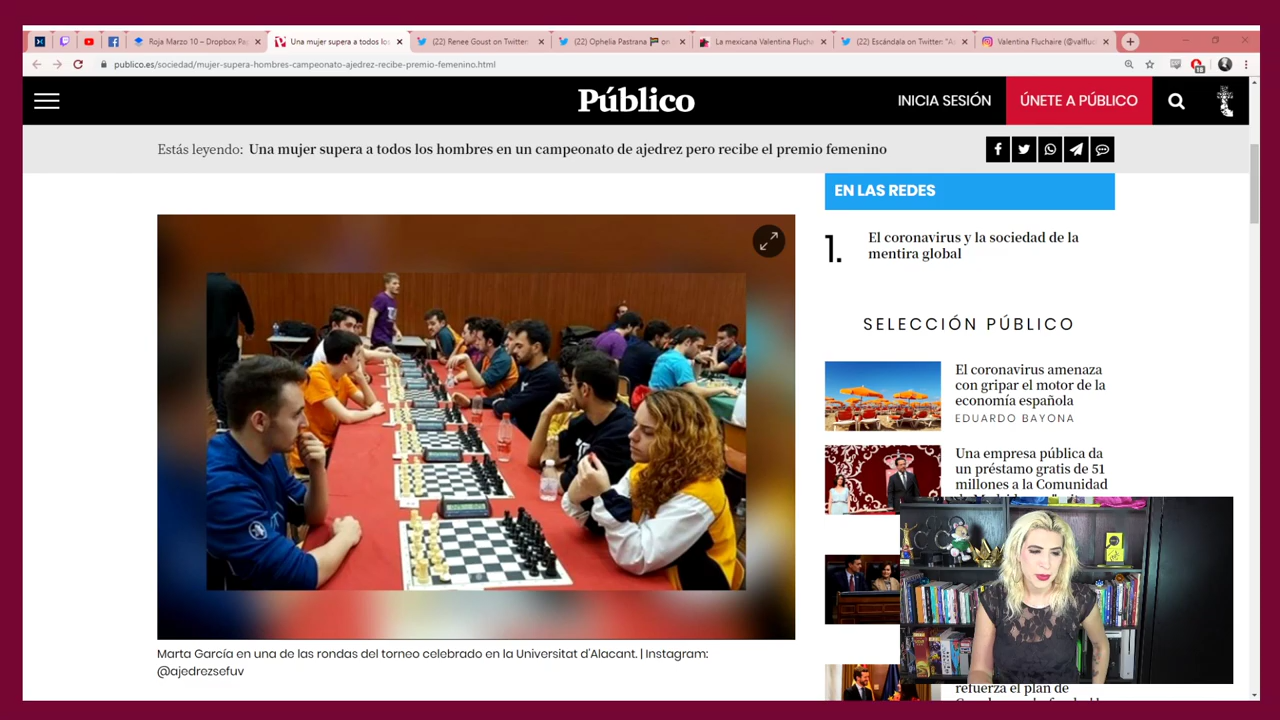 Roja Marzo 10 – Dropbox Pap
Una mujer supera a todos los
(22) Renee Goust on Twitter:
(22) Ophelia Pastrana on
La mexicana Valentina Flucha
(22) Escándala on Twitter: "A
Valentina Fluchaire (@valfluc
publico.es/sociedad/mujer-supera-hombres-campeonato-ajedrez-recibe-premio-femenino.html
Público
INICIA SESIÓN
ÚNETE A PÚBLICO
Estás leyendo: Una mujer supera a todos los hombres en un campeonato de ajedrez pero recibe el premio femenino
EN LAS REDES
1. El coronavirus y la sociedad de la
mentira global
SELECCIÓN PÚBLICO
El coronavirus amenaza
con gripar el motor de la
economía española
EDUARDO BAYONA
Una empresa pública da
un préstamo gratis de 51
millones a la Comunidad
refuerza el plan de
Marta García en una de las rondas del torneo celebrado en la Universitat d'Alacant. | Instagram:
@ajedrezsefuv